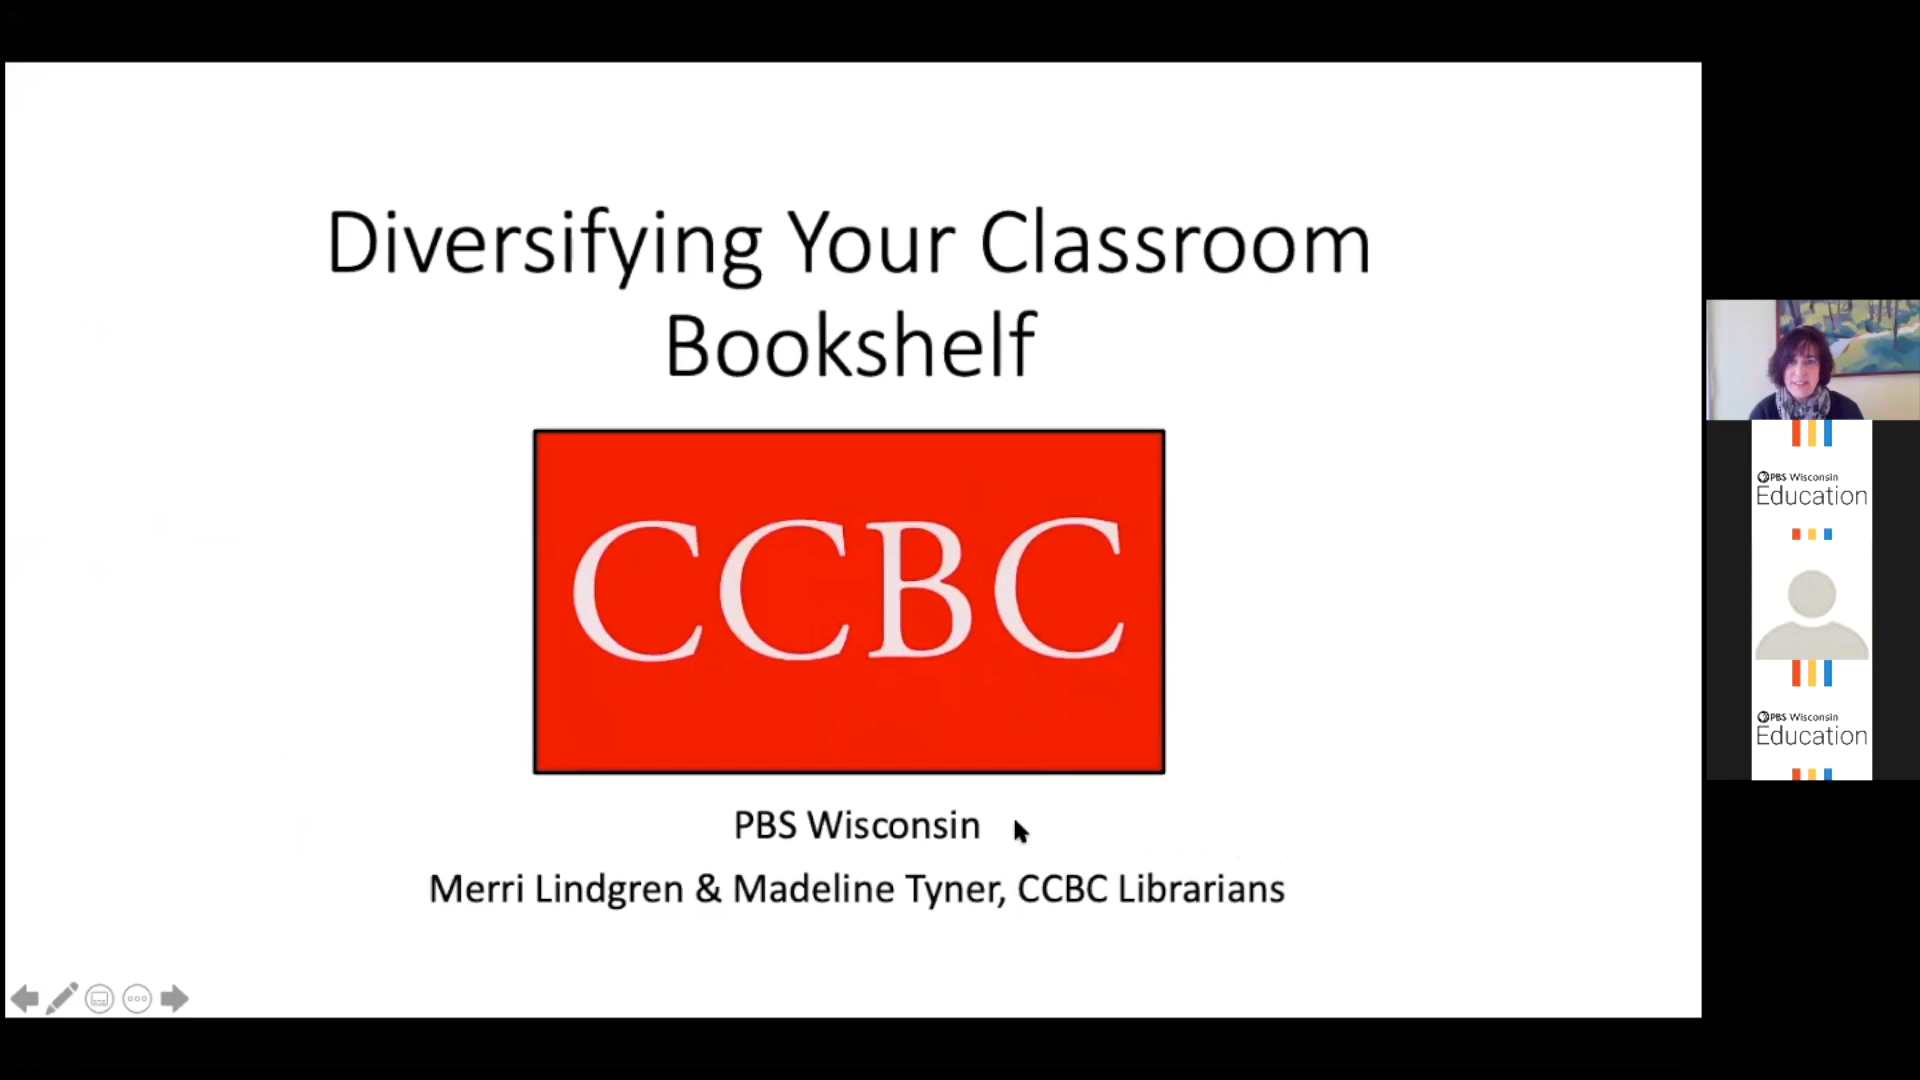 Diversifying Your Classroom
Bookshelf
CCBC
PBS Wisconsin
Merri Lindgren & Madeline Tyner, CCBC Librarians
PBS Wisconsin
Education
PBS Wisconsin
Education